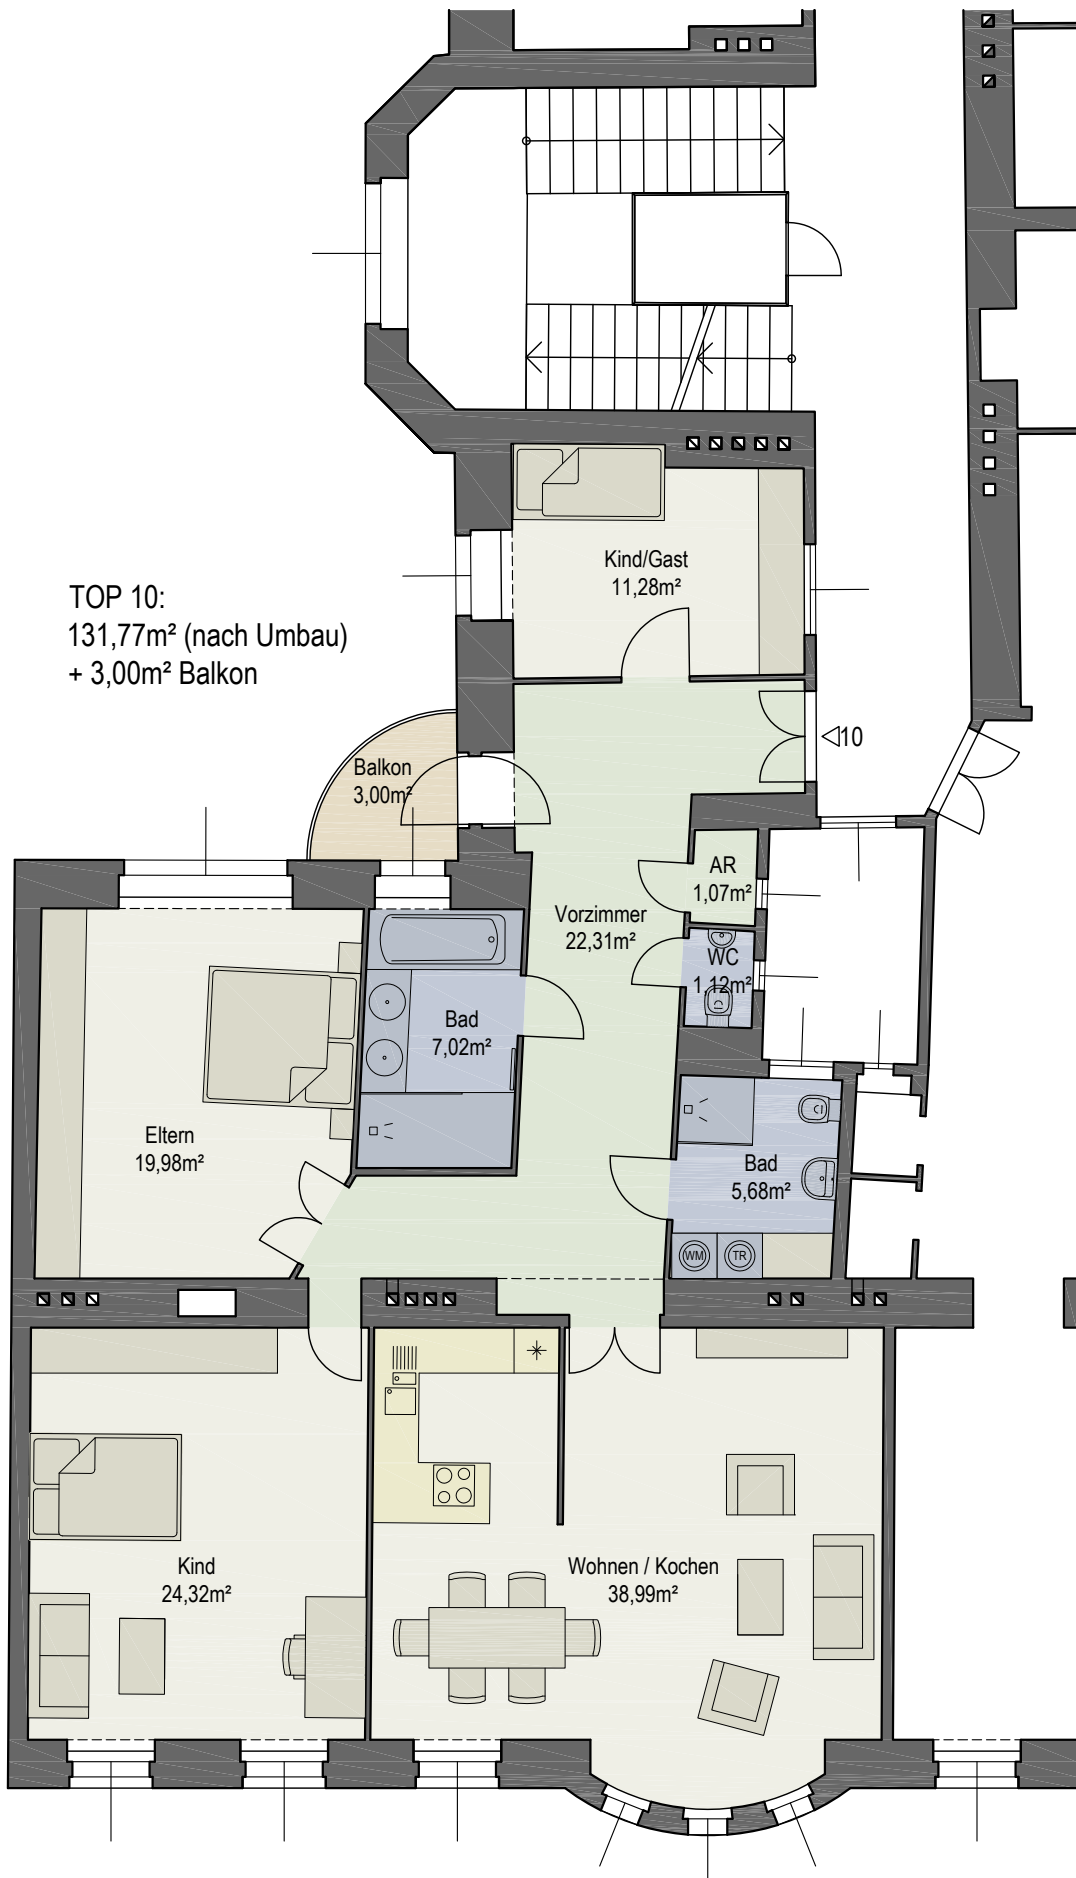 TOP 10:
131,77m² (nach Umbau)
+ 3,00m² Balkon
Kind/Gast
11,28m²
10
Balkon
3,00m²
AR
1,07m²
Vorzimmer
22,31m²
WC
1,12m²
Bad
7,02m²
Eltern
19,98m²
Bad
5,68m²
WM
TR
Kind
24,32m²
Wohnen / Kochen
38,99m²